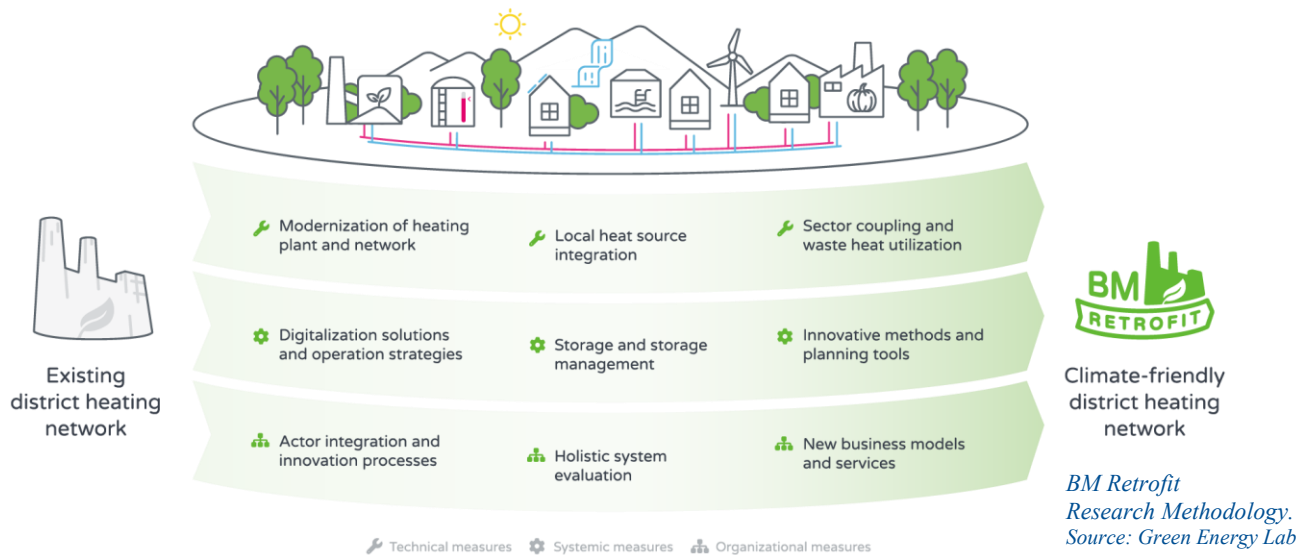 Modernization of heating
plant and network
Local heat source
integration
Sector coupling and
waste heat utilization
Existing
district heating
network
Digitalization solutions
and operation strategies
Storage and storage
management
Innovative methods and
planning tools
BM
RETROFIT
Climate-friendly
district heating
network
Actor integration and
innovation processes
Holistic system
evaluation
New business models
and services
BM Retrofit
Research Methodology.
Source: Green Energy Lab
Technical measures Systemic measures Organizational measures